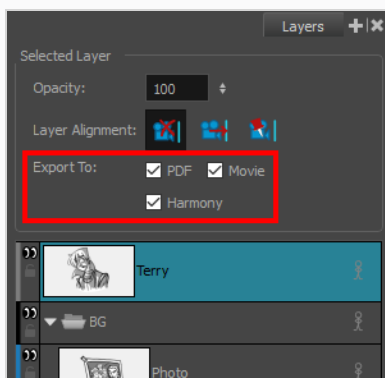 Layers
Selected Layer
Opacity: 100
Layer Alignment:
Export To: PDF Movie
Harmony
Terry
BG
Photo